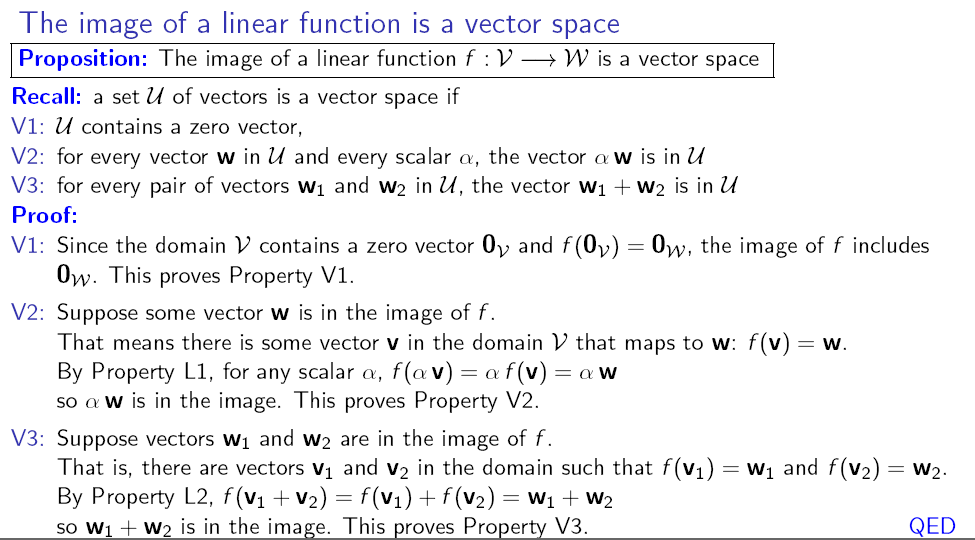 The image of a linear function is a vector space
Proposition: The image of a linear function f : 𝒱 ⟶ 𝒲 is a vector space
Recall: a set 𝒰 of vectors is a vector space if
V1: 𝒰 contains a zero vector,
V2: for every vector w in 𝒰 and every scalar α, the vector α w is in 𝒰
V3: for every pair of vectors w₁ and w₂ in 𝒰, the vector w₁ + w₂ is in 𝒰
Proof:
V1: Since the domain 𝒱 contains a zero vector 0_𝒱 and f(0_𝒱) = 0_𝒲, the image of f includes
0_𝒲. This proves Property V1.
V2: Suppose some vector w is in the image of f.
That means there is some vector v in the domain 𝒱 that maps to w: f(v) = w.
By Property L1, for any scalar α, f(α v) = α f(v) = α w
so α w is in the image. This proves Property V2.
V3: Suppose vectors w₁ and w₂ are in the image of f.
That is, there are vectors v₁ and v₂ in the domain such that f(v₁) = w₁ and f(v₂) = w₂.
By Property L2, f(v₁ + v₂) = f(v₁) + f(v₂) = w₁ + w₂
so w₁ + w₂ is in the image. This proves Property V3. QED